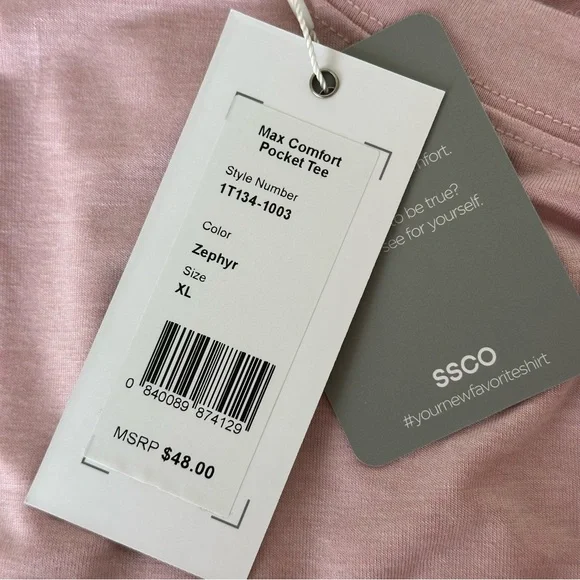 Max Comfort
Pocket Tee
Style Number
1T134-1003
Color
Zephyr
Size
XL
0 840089 874129
MSRP $48.00
to be true?
see for yourself.
SSCO
#yournewfavoriteshirt